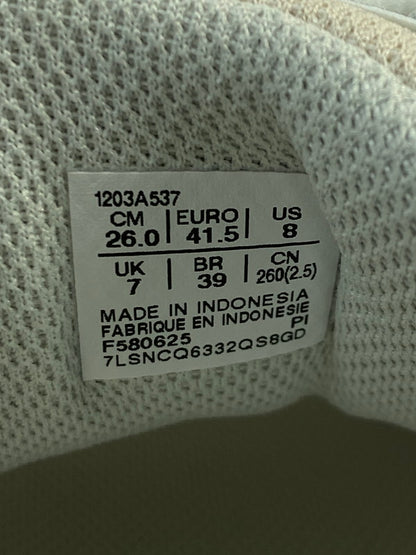 1203A537
CM | EURO | US
26.0 | 41.5 | 8
UK | BR | CN
7 | 39 | 260(2.5)
MADE IN INDONESIA
FABRIQUE EN INDONESIE
F580625 PI
7LSNCQ6332QS8GD